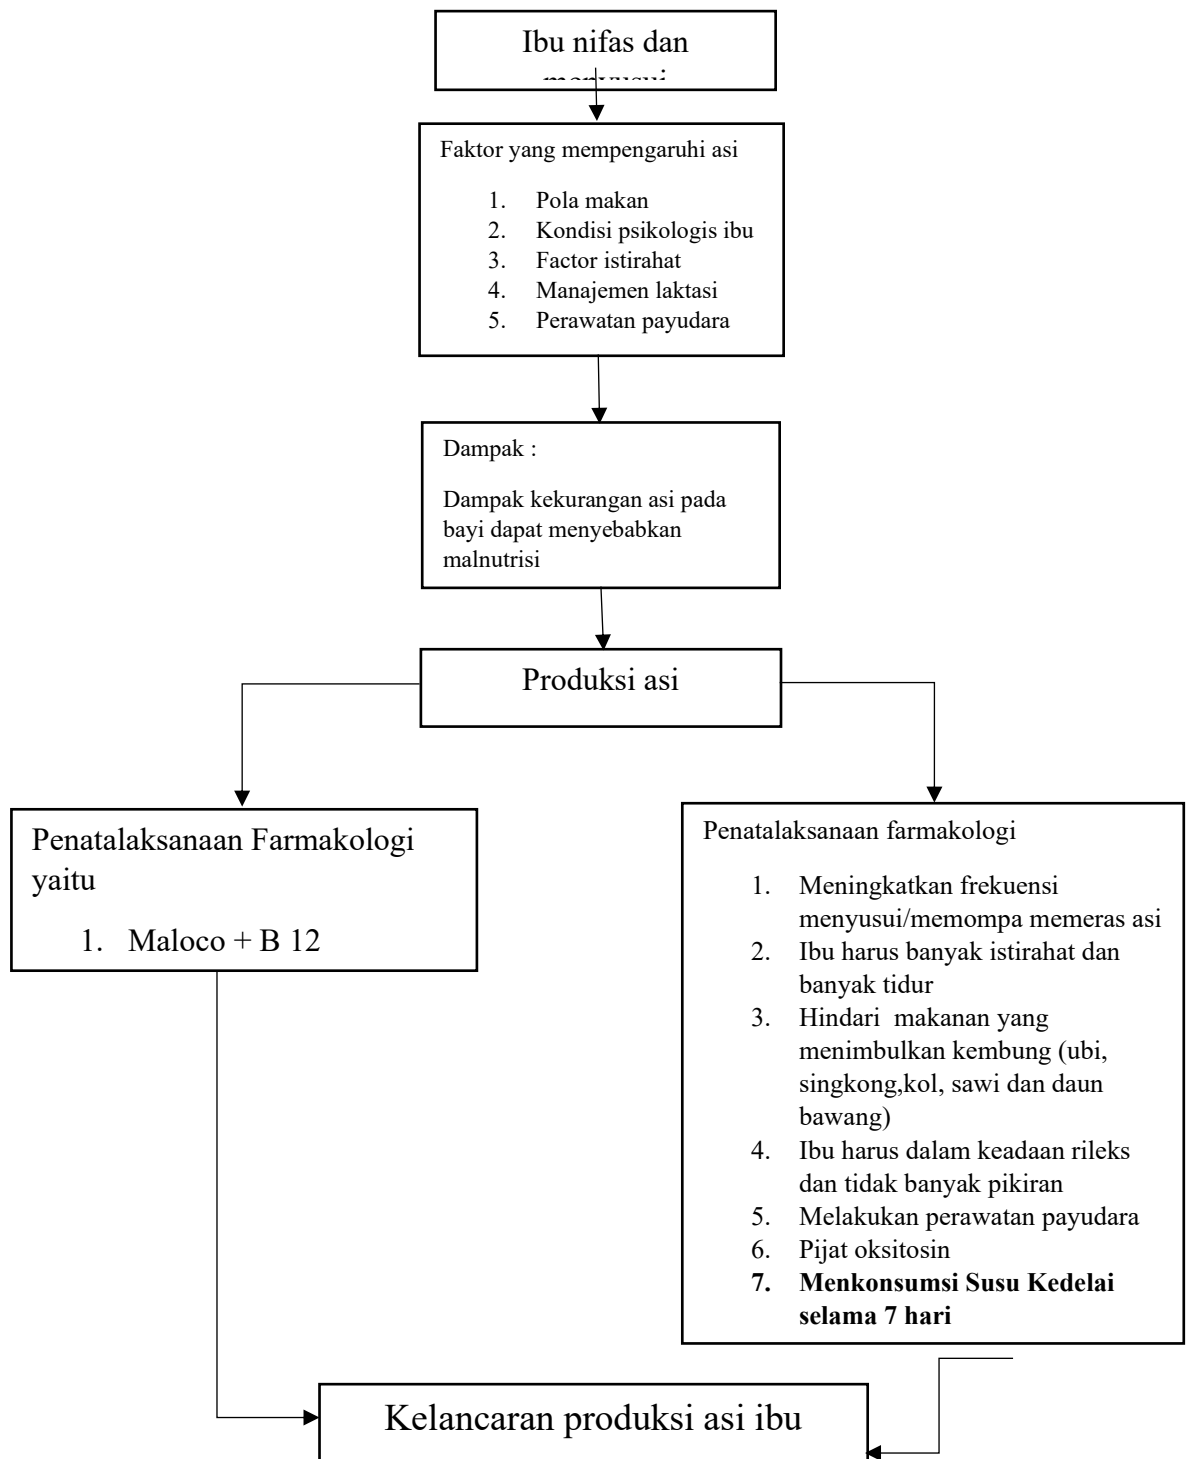 Ibu nifas dan
menyusui
Faktor yang mempengaruhi asi
1. Pola makan
2. Kondisi psikologis ibu
3. Factor istirahat
4. Manajemen laktasi
5. Perawatan payudara
Dampak :
Dampak kekurangan asi pada
bayi dapat menyebabkan
malnutrisi
Produksi asi
Penatalaksanaan Farmakologi
yaitu
1. Maloco + B 12
Penatalaksanaan farmakologi
1. Meningkatkan frekuensi
menyusui/memompa memeras asi
2. Ibu harus banyak istirahat dan
banyak tidur
3. Hindari makanan yang
menimbulkan kembung (ubi,
singkong,kol, sawi dan daun
bawang)
4. Ibu harus dalam keadaan rileks
dan tidak banyak pikiran
5. Melakukan perawatan payudara
6. Pijat oksitosin
7. Menkonsumsi Susu Kedelai
selama 7 hari
Kelancaran produksi asi ibu